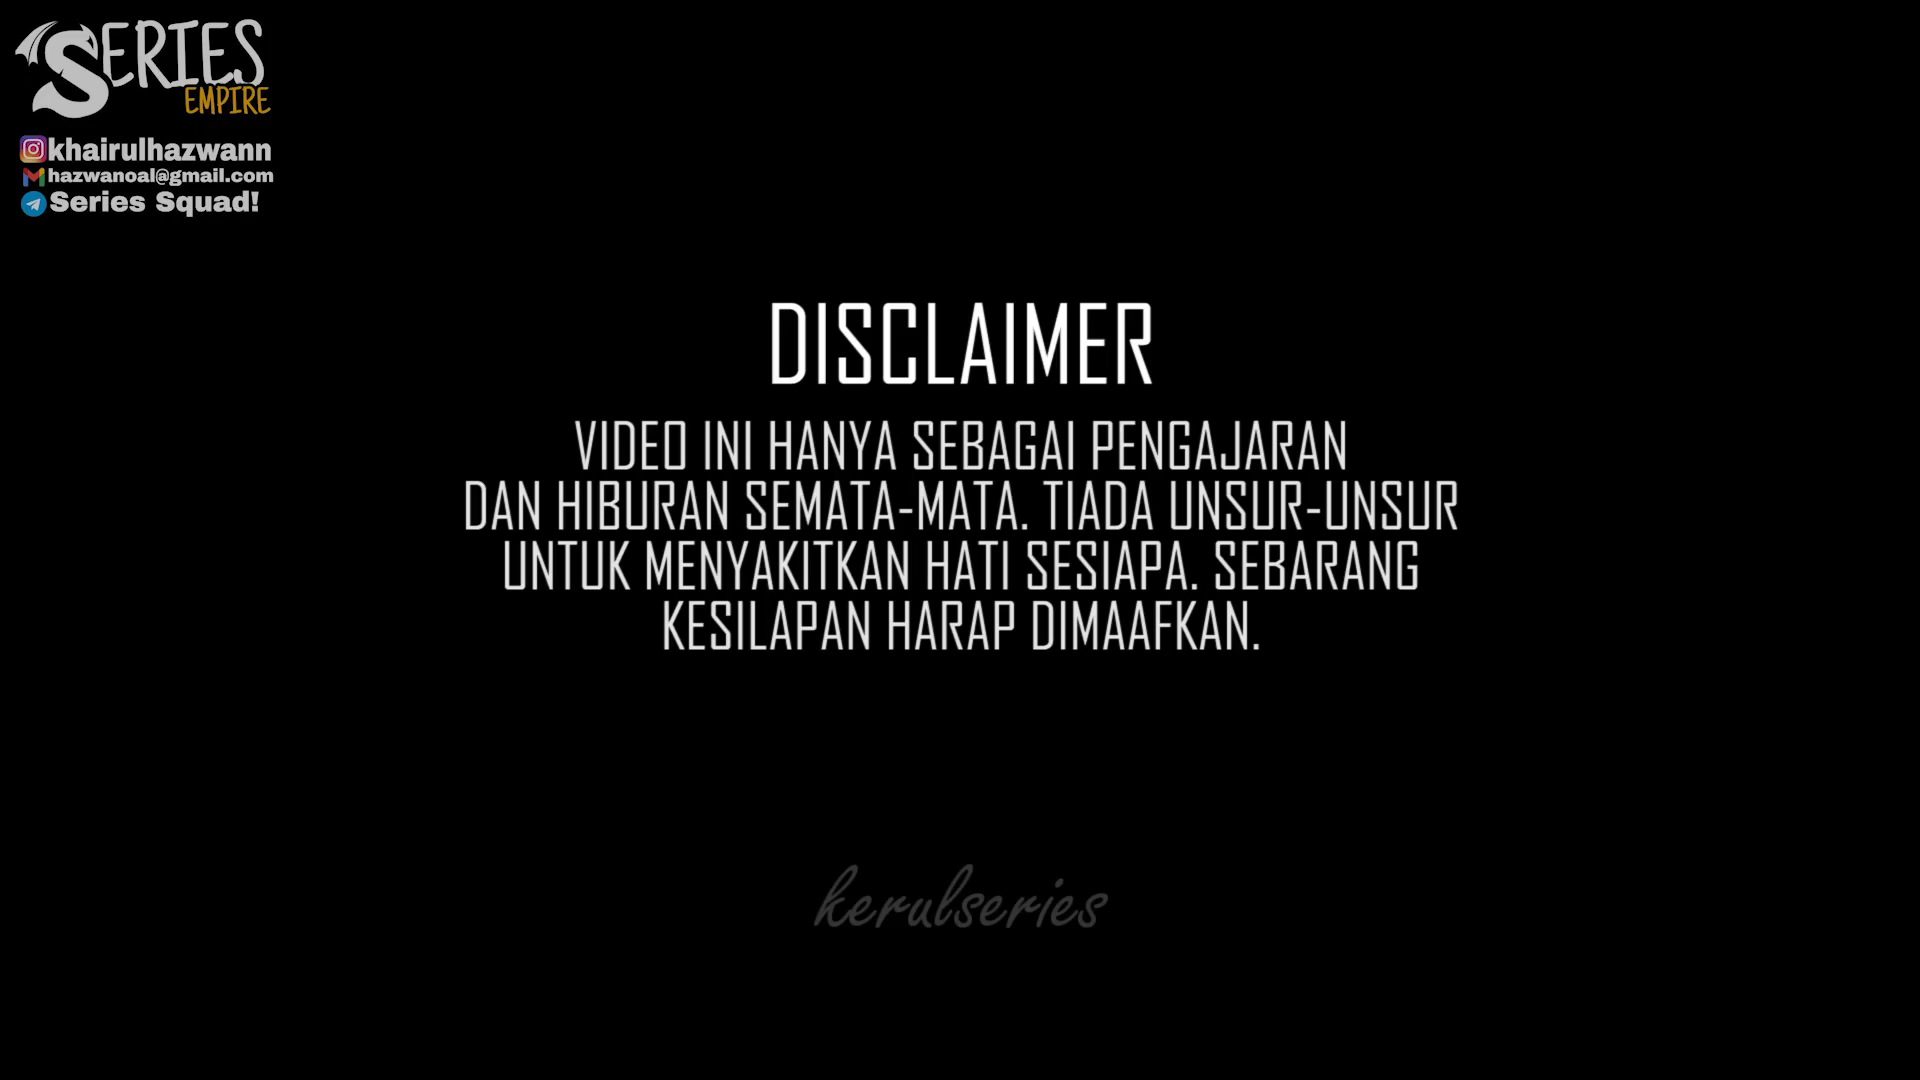 SERIES
EMPIRE
khairulhazwann
hazwanoal@gmail.com
Series Squad!
DISCLAIMER
VIDEO INI HANYA SEBAGAI PENGAJARAN
DAN HIBURAN SEMATA-MATA. TIADA UNSUR-UNSUR
UNTUK MENYAKITKAN HATI SESIAPA. SEBARANG
KESILAPAN HARAP DIMAAFKAN.
kerulseries